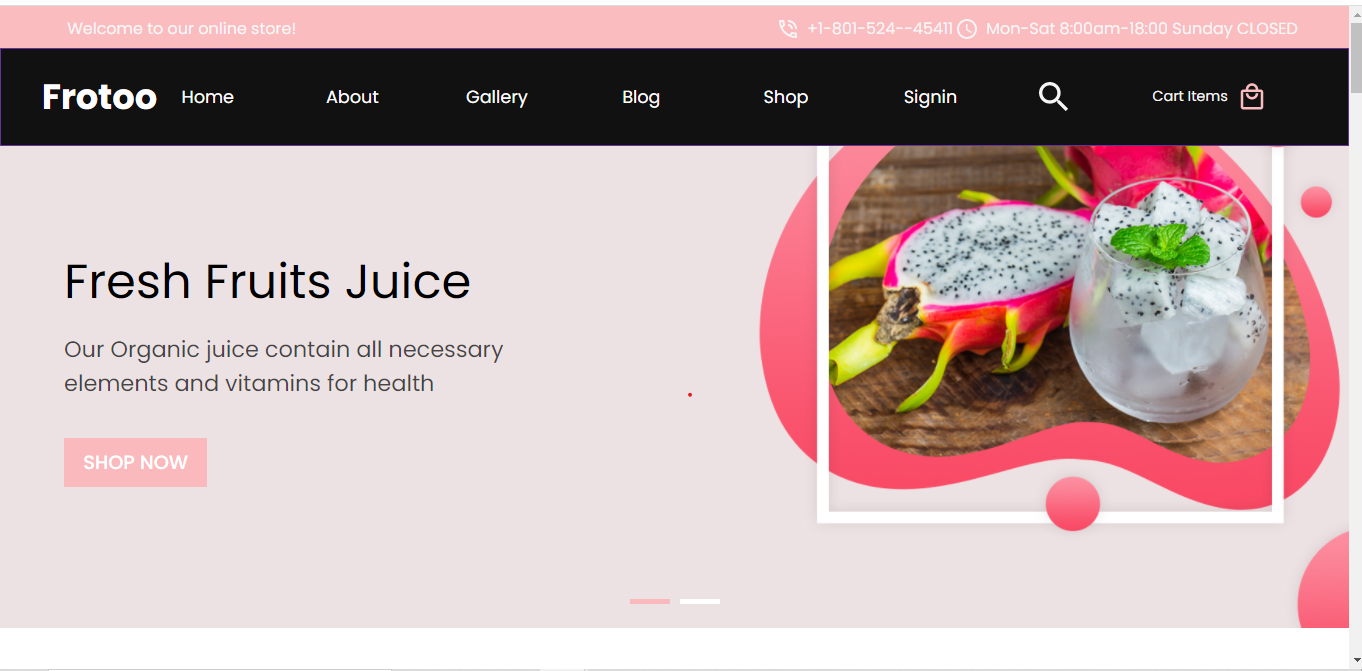 Welcome to our online store!
+1-801-524--45411 Mon-Sat 8:00am-18:00 Sunday CLOSED
Frotoo Home About Gallery Blog Shop Signin Cart Items
Fresh Fruits Juice
Our Organic juice contain all necessary
elements and vitamins for health
SHOP NOW